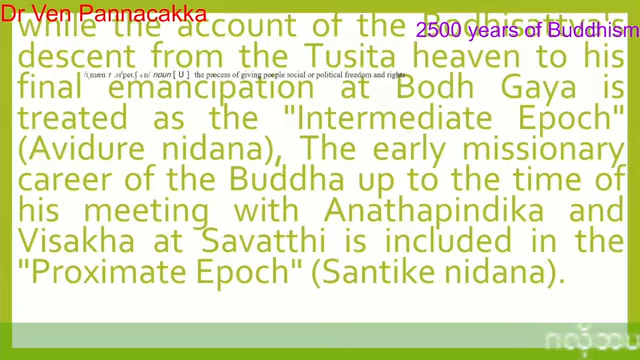 Dr Ven Pannacakka
2500 years of Buddhism
while the account of the Bodhisattva's
descent from the Tusita heaven to his
noun [ U ] the process of giving people social or political freedom and rights
final emancipation at Bodh Gaya is
treated as the "Intermediate Epoch"
(Avidure nidana), The early missionary
career of the Buddha up to the time of
his meeting with Anathapindika and
Visakha at Savatthi is included in the
"Proximate Epoch" (Santike nidana).